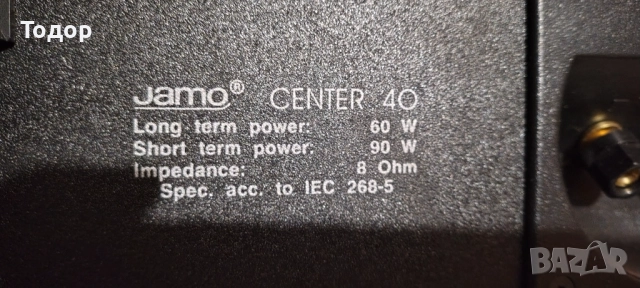 Тодор
Jamo® CENTER 40
Long term power: 60 W
Short term power: 90 W
Impedance: 8 Ohm
Spec. acc. to IEC 268-5
BAZAR